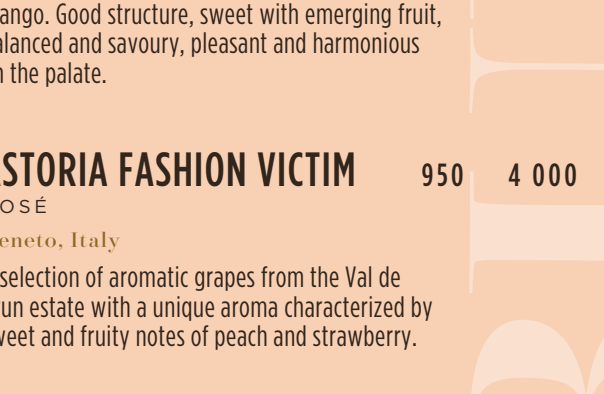 ango. Good structure, sweet with emerging fruit,
alanced and savoury, pleasant and harmonious
n the palate.
STORIA FASHION VICTIM 950 4 000
OSÉ
eneto, Italy
selection of aromatic grapes from the Val de
un estate with a unique aroma characterized by
weet and fruity notes of peach and strawberry.